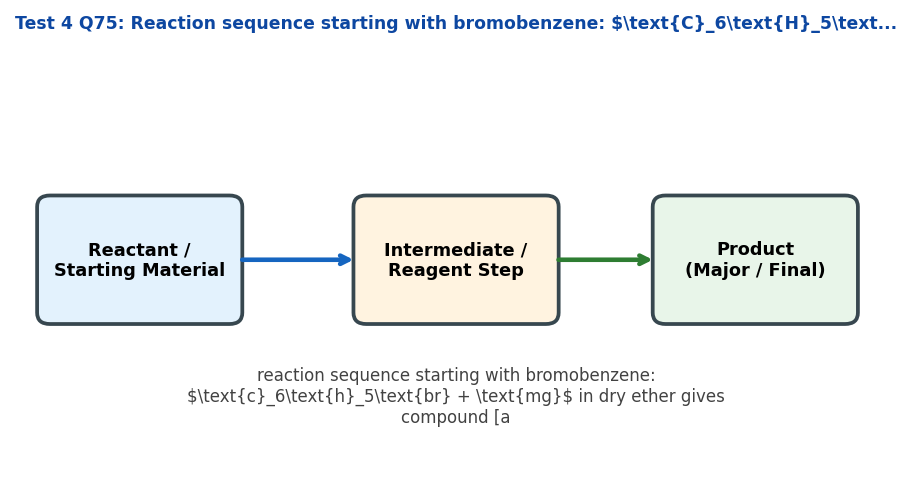 Test 4 Q75: Reaction sequence starting with bromobenzene: $\text{C}_6\text{H}_5\text...
Reactant /
Starting Material
Intermediate /
Reagent Step
Product
(Major / Final)
reaction sequence starting with bromobenzene:
$\text{c}_6\text{h}_5\text{br} + \text{mg}$ in dry ether gives
compound [a